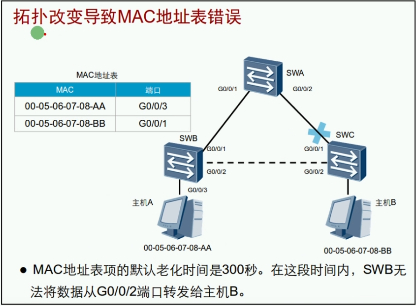 拓扑改变导致MAC地址表错误
MAC地址表
MAC 端口
00-05-06-07-08-AA G0/0/3
00-05-06-07-08-BB G0/0/1
SWA
G0/0/1 G0/0/2
SWB
SWC
G0/0/1 G0/0/1
G0/0/2 G0/0/2
G0/0/3
主机A
主机B
00-05-06-07-08-AA
00-05-06-07-08-BB
● MAC地址表项的默认老化时间是300秒。在这段时间内，SWB无
法将数据从G0/0/2端口转发给主机B。